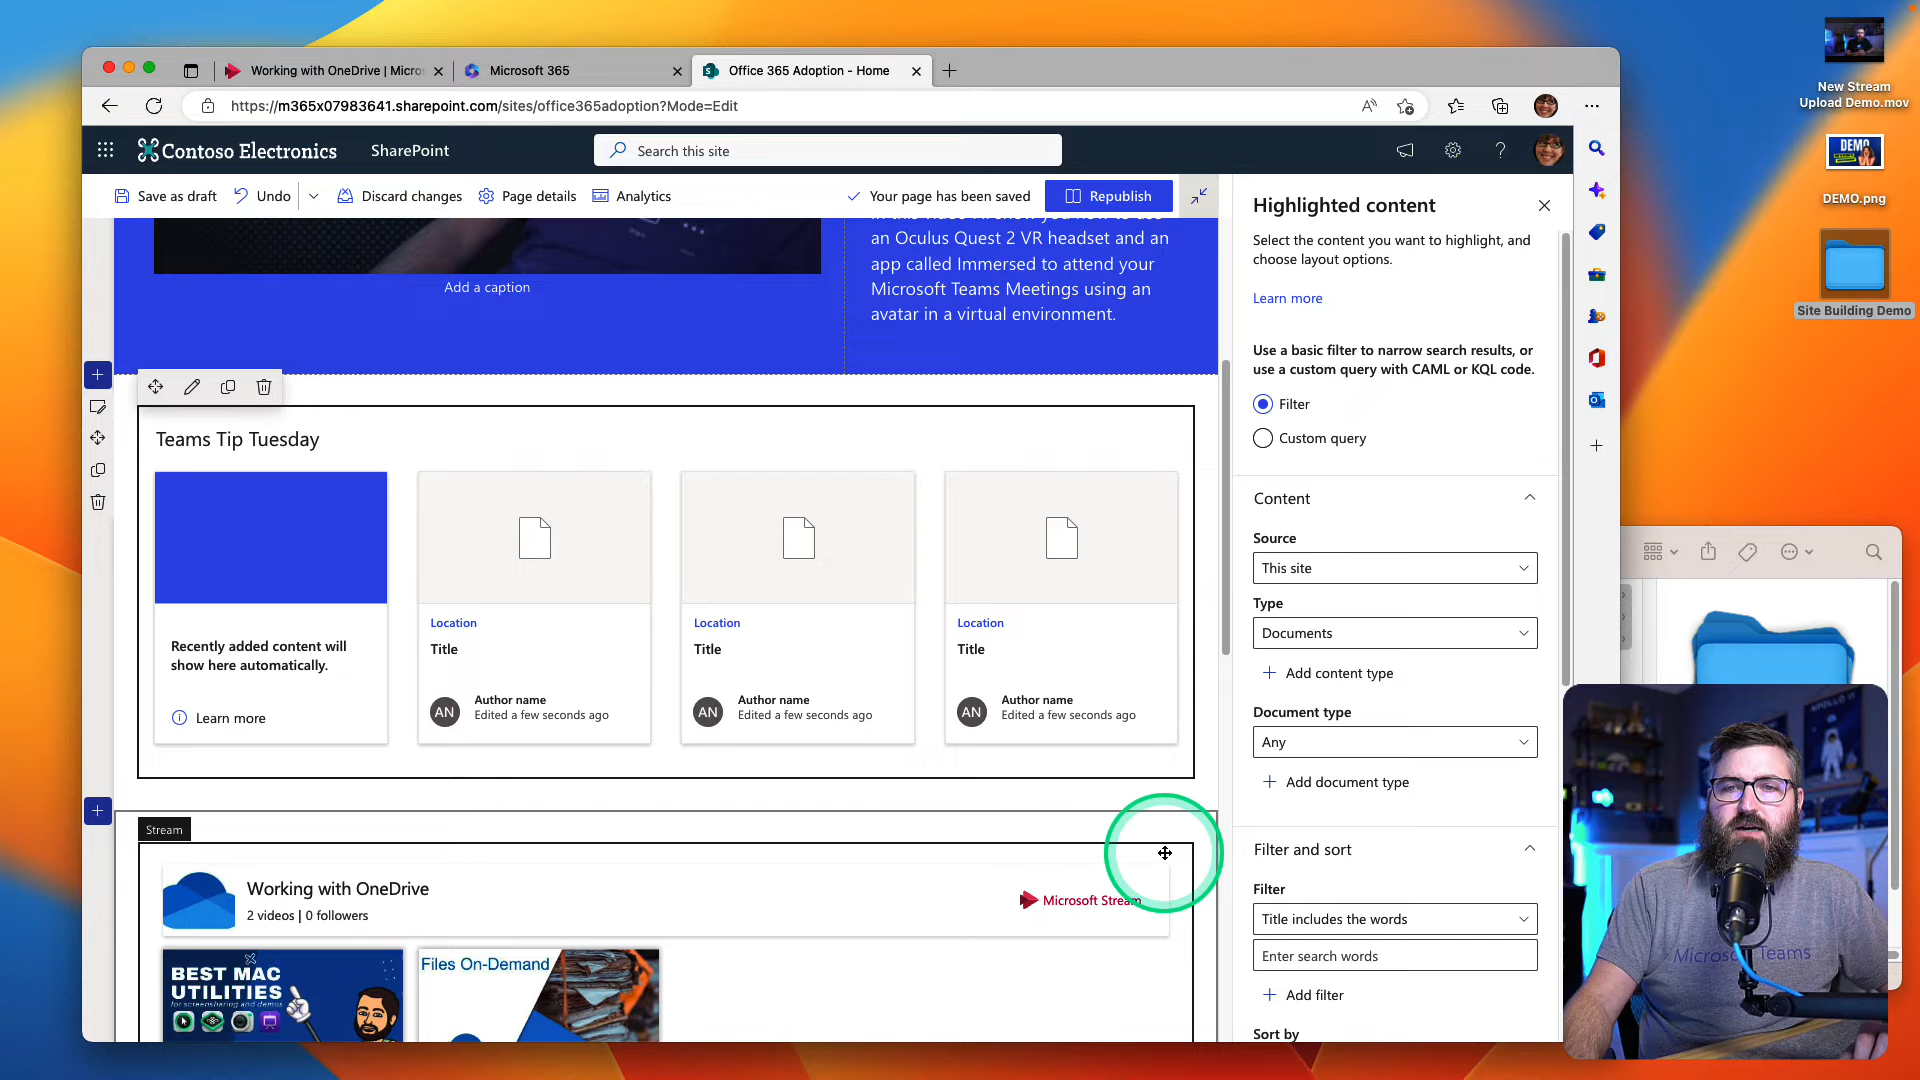 Working with OneDrive | Micros
Microsoft 365
Office 365 Adoption - Home
https://m365x07983641.sharepoint.com/sites/office365adoption?Mode=Edit
Contoso Electronics
SharePoint
Search this site
Save as draft
Undo
Discard changes
Page details
Analytics
Your page has been saved
Republish
an Oculus Quest 2 VR headset and an
app called Immersed to attend your
Microsoft Teams Meetings using an
avatar in a virtual environment.
Add a caption
Teams Tip Tuesday
Recently added content will
show here automatically.
Learn more
Location
Title
AN
Author name
Edited a few seconds ago
Location
Title
AN
Author name
Edited a few seconds ago
Location
Title
AN
Author name
Edited a few seconds ago
Stream
Working with OneDrive
2 videos | 0 followers
Microsoft Stream
BEST MAC
UTILITIES
for screensharing and demos
Files On-Demand
Highlighted content
Select the content you want to highlight, and
choose layout options.
Learn more
Use a basic filter to narrow search results, or
use a custom query with CAML or KQL code.
Filter
Custom query
Content
Source
This site
Type
Documents
Add content type
Document type
Any
Add document type
Filter and sort
Filter
Title includes the words
Enter search words
Add filter
Sort by
New Stream
Upload Demo.mov
DEMO
DEMO.png
Site Building Demo